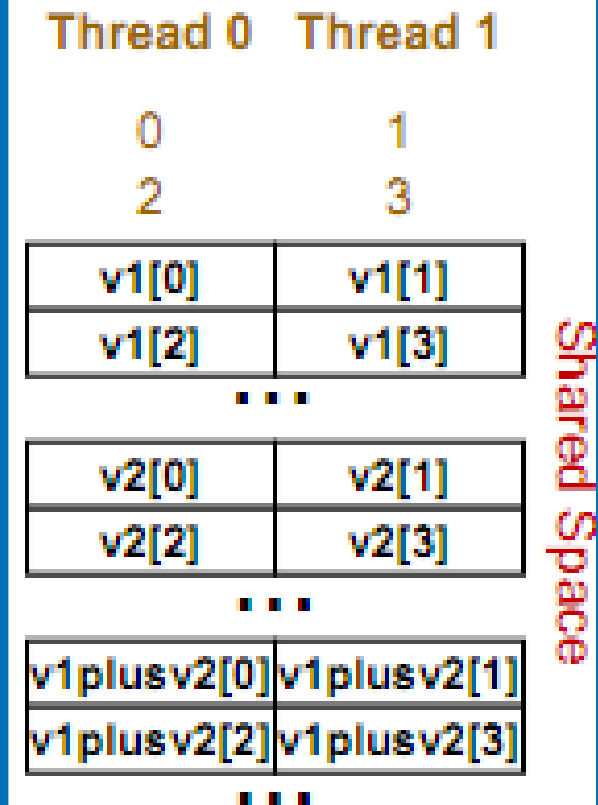 Thread 0 Thread 1
0 1
2 3
v1[0] v1[1]
v1[2] v1[3]
...
v2[0] v2[1]
v2[2] v2[3]
...
v1plusv2[0] v1plusv2[1]
v1plusv2[2] v1plusv2[3]
...
Shared Space